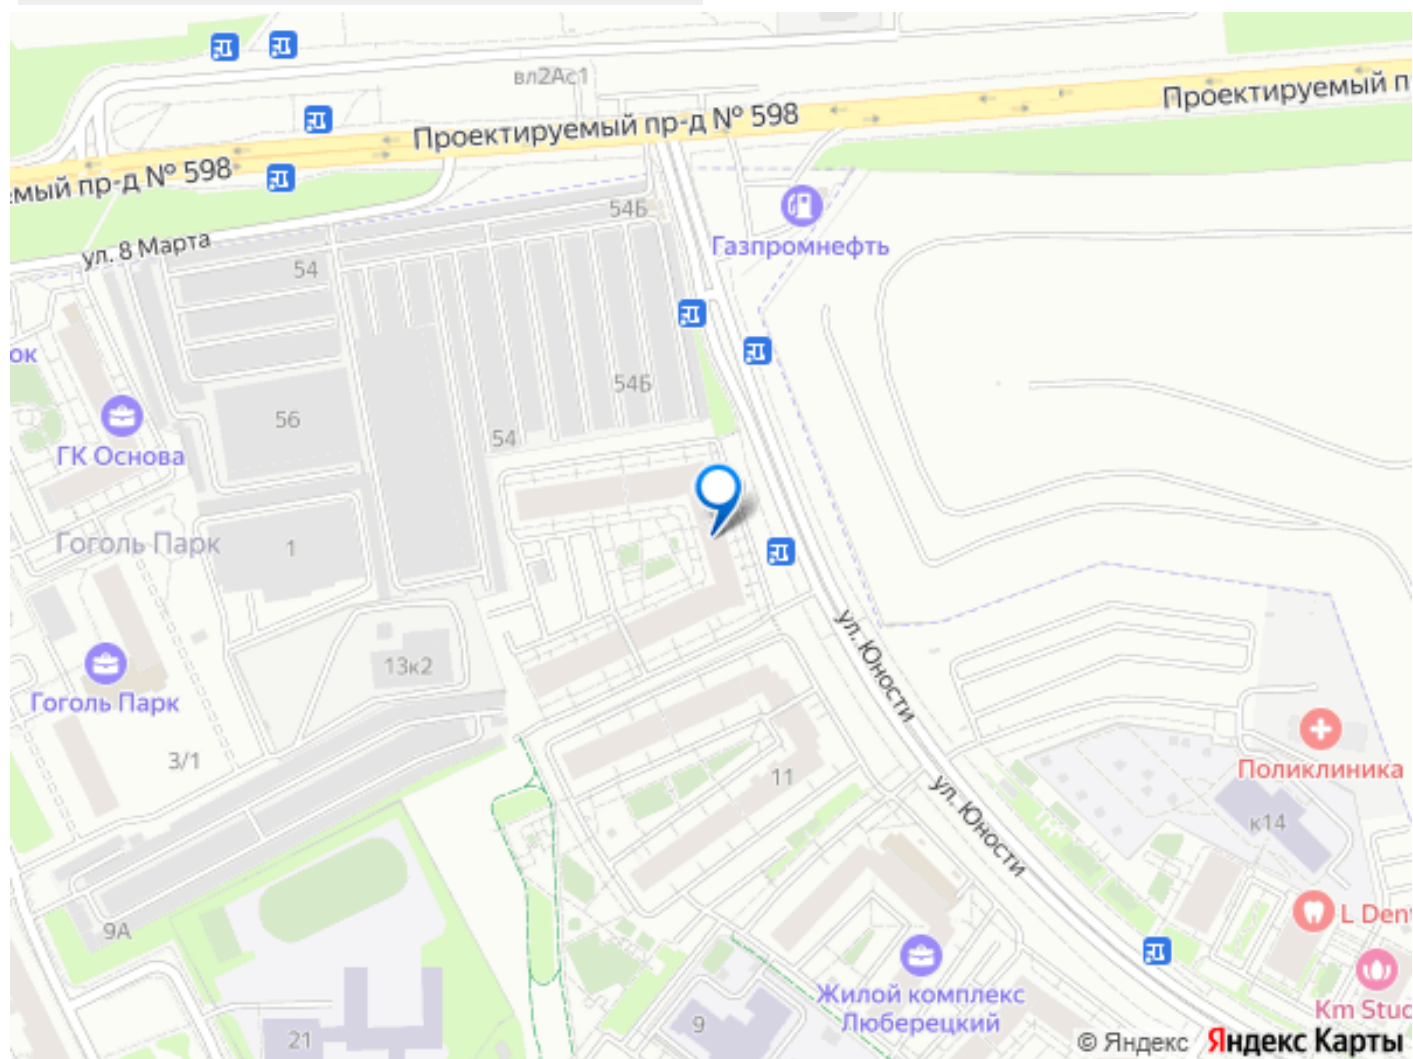 вл2Ас1
Проектируемый п
Проектируемый пр-д № 598
емый пр-д № 598
54Б
ул. 8 Марта
Газпромнефть
54
ок
54Б
56
54
ГК Основа
Гоголь Парк
1
ул. Юности
13к2
Гоголь Парк
3/1
11
Поликлиника
ул. Юности
к14
L Den
9А
Жилой комплекс
Люберецкий
Km Stud
9
21
© Яндекс Яндекс Карты